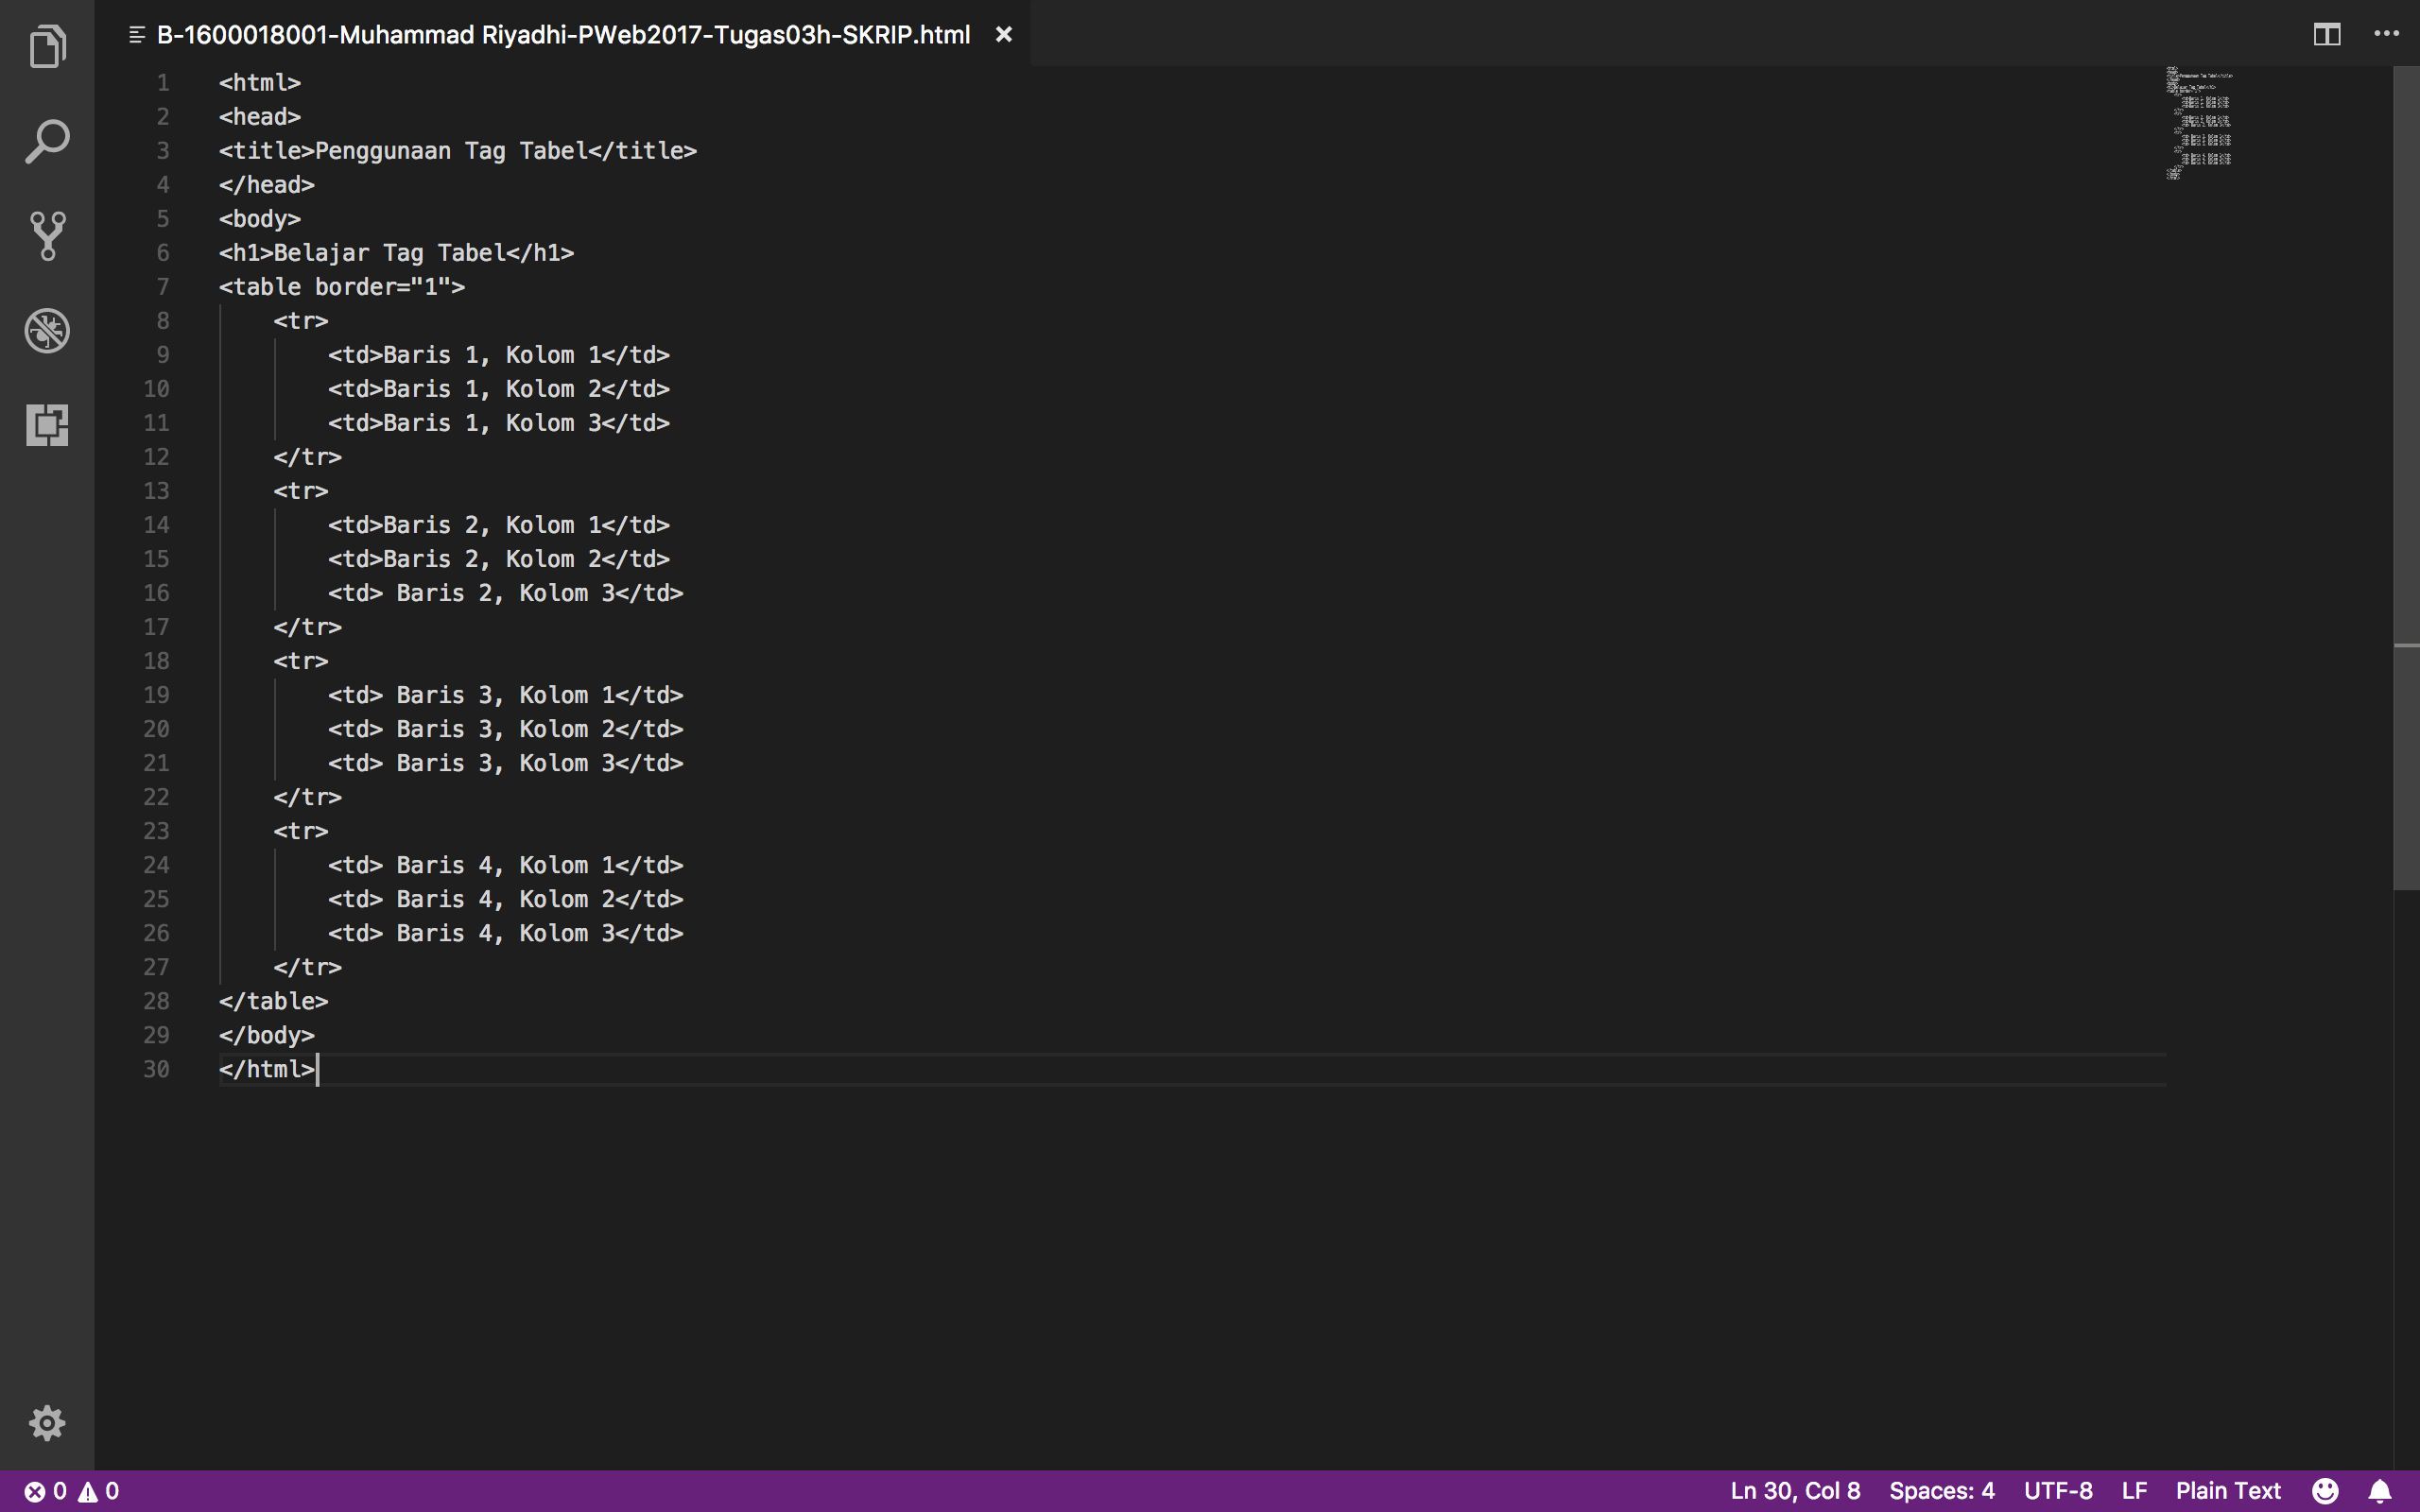 B-1600018001-Muhammad Riyadhi-PWeb2017-Tugas03h-SKRIP.html
1 <html>
2 <head>
3 <title>Penggunaan Tag Tabel</title>
4 </head>
5 <body>
6 <h1>Belajar Tag Tabel</h1>
7 <table border="1">
8     <tr>
9         <td>Baris 1, Kolom 1</td>
10         <td>Baris 1, Kolom 2</td>
11         <td>Baris 1, Kolom 3</td>
12     </tr>
13     <tr>
14         <td>Baris 2, Kolom 1</td>
15         <td>Baris 2, Kolom 2</td>
16         <td> Baris 2, Kolom 3</td>
17     </tr>
18     <tr>
19         <td> Baris 3, Kolom 1</td>
20         <td> Baris 3, Kolom 2</td>
21         <td> Baris 3, Kolom 3</td>
22     </tr>
23     <tr>
24         <td> Baris 4, Kolom 1</td>
25         <td> Baris 4, Kolom 2</td>
26         <td> Baris 4, Kolom 3</td>
27     </tr>
28 </table>
29 </body>
30 </html>
0 0 Ln 30, Col 8 Spaces: 4 UTF-8 LF Plain Text